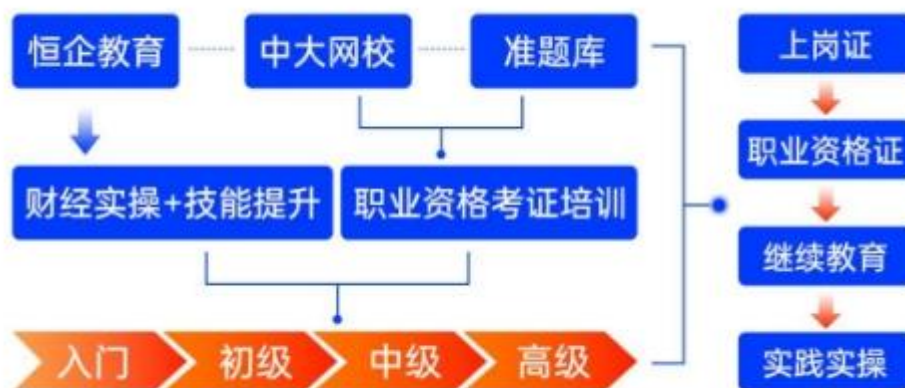 恒企教育
中大网校
准题库
上岗证
职业资格证
财经实操+技能提升
职业资格考证培训
继续教育
入门
初级
中级
高级
实践实操